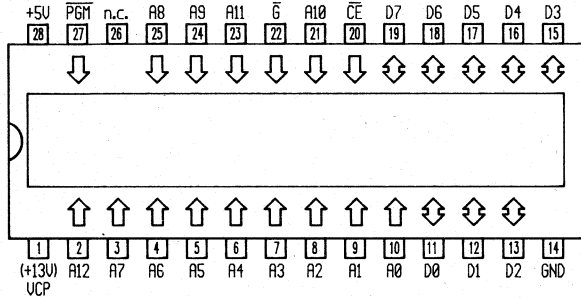 +5V P̅G̅M̅ n.c. A8 A9 A11 G̅ A10 C̅E̅ D7 D6 D5 D4 D3
28 27 26 25 24 23 22 21 20 19 18 17 16 15
1 2 3 4 5 6 7 8 9 10 11 12 13 14
(+13V) A12 A7 A6 A5 A4 A3 A2 A1 A0 D0 D1 D2 GND
VCP